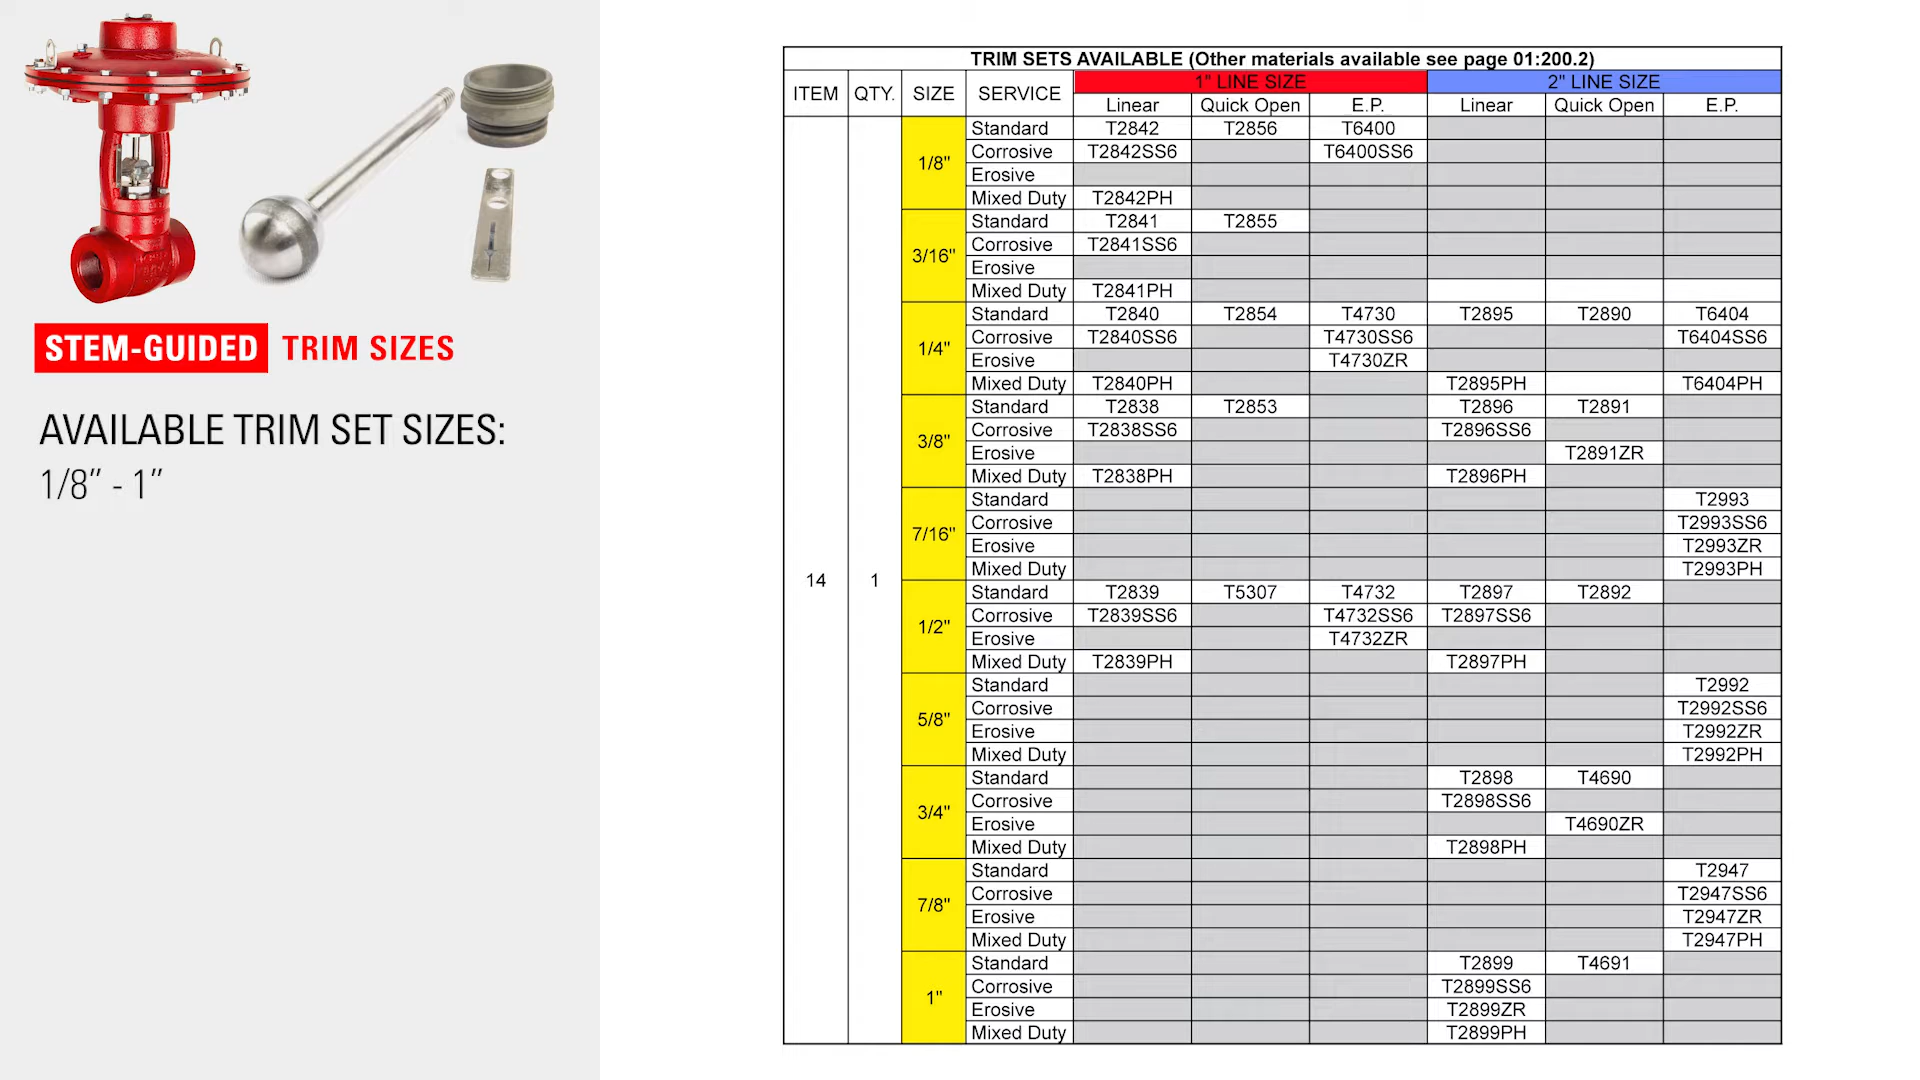 STEM-GUIDED TRIM SIZES
AVAILABLE TRIM SET SIZES:
1/8" - 1"
TRIM SETS AVAILABLE (Other materials available see page 01:200.2)
ITEM QTY. SIZE SERVICE 1" LINE SIZE 2" LINE SIZE
Linear Quick Open E.P. Linear Quick Open E.P.
14 1
1/8"
Standard T2842 T2856 T6400
Corrosive T2842SS6 T6400SS6
Erosive
Mixed Duty T2842PH
3/16"
Standard T2841 T2855
Corrosive T2841SS6
Erosive
Mixed Duty T2841PH
1/4"
Standard T2840 T2854 T4730 T2895 T2890 T6404
Corrosive T2840SS6 T4730SS6 T6404SS6
Erosive T4730ZR
Mixed Duty T2840PH T2895PH T6404PH
3/8"
Standard T2838 T2853 T2896 T2891
Corrosive T2838SS6 T2896SS6
Erosive T2891ZR
Mixed Duty T2838PH T2896PH
7/16"
Standard T2993
Corrosive T2993SS6
Erosive T2993ZR
Mixed Duty T2993PH
1/2"
Standard T2839 T5307 T4732 T2897 T2892
Corrosive T2839SS6 T4732SS6 T2897SS6
Erosive T4732ZR
Mixed Duty T2839PH T2897PH
5/8"
Standard T2992
Corrosive T2992SS6
Erosive T2992ZR
Mixed Duty T2992PH
3/4"
Standard T2898 T4690
Corrosive T2898SS6
Erosive T4690ZR
Mixed Duty T2898PH
7/8"
Standard T2947
Corrosive T2947SS6
Erosive T2947ZR
Mixed Duty T2947PH
1"
Standard T2899 T4691
Corrosive T2899SS6
Erosive T2899ZR
Mixed Duty T2899PH